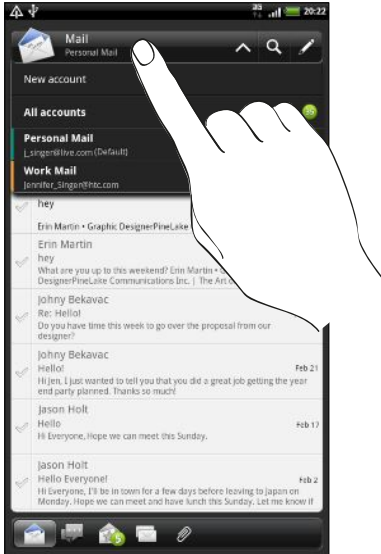 20:22
Mail
Personal Mail
New account
All accounts
Personal Mail
j_singer@live.com (Default)
Work Mail
Jennifer_Singer@htc.com
hey
Erin Martin • Graphic DesignerPineLake
Erin Martin
hey
What are you up to this weekend? Erin Martin •
DesignerPineLake Communications Inc. | The Art
Johny Bekavac
Re: Hello!
Do you have time this week to go over the proposal from our
designer?
Johny Bekavac
Hello!
Feb 21
Hi Jen, I just wanted to tell you that you did a great job getting the year
end party planned. Thanks so much!
Jason Holt
Hello
Feb 17
Hi Everyone, Hope we can meet this Sunday.
Jason Holt
Hello Everyone!
Feb 2
Hi Everyone, I'll be in town for a few days before leaving to Japan on
Monday. Hope we can meet and have lunch this Sunday. Let me know if
5